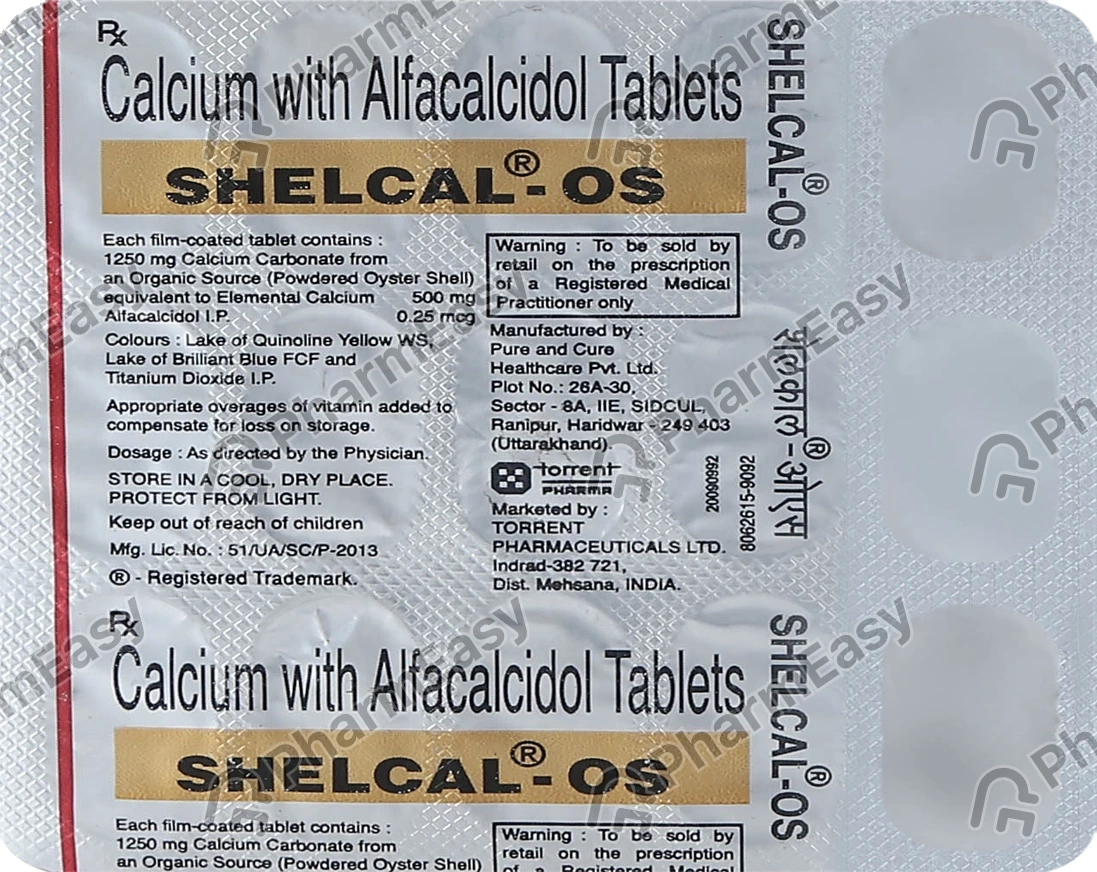 Rx
Calcium with Alfacalcidol Tablets
SHELCAL®-OS
Each film-coated tablet contains :
1250 mg Calcium Carbonate from
an Organic Source (Powdered Oyster Shell)
equivalent to Elemental Calcium 500 mg
Alfacalcidol I.P. 0.25 mcg
Colours : Lake of Quinoline Yellow WS,
Lake of Brilliant Blue FCF and
Titanium Dioxide I.P.
Appropriate overages of vitamin added to
compensate for loss on storage.
Dosage : As directed by the Physician.
STORE IN A COOL, DRY PLACE.
PROTECT FROM LIGHT.
Keep out of reach of children
Mfg. Lic. No. : 51/UA/SC/P-2013
® - Registered Trademark.
Warning : To be sold by
retail on the prescription
of a Registered Medical
Practitioner only
Manufactured by :
Pure and Cure
Healthcare Pvt. Ltd.
Plot No.: 26A-30,
Sector - 8A, IIE, SIDCUL,
Ranipur, Haridwar - 249 403
(Uttarakhand).
torrent
PHARMA
Marketed by :
TORRENT
PHARMACEUTICALS LTD.
Indrad-382 721,
Dist. Mehsana, INDIA.
20090992
8062615-9092
SHELCAL®-OS
शेलकाल®-ओएस
SHELCAL®-OS
Rx
Calcium with Alfacalcidol Tablets
SHELCAL®-OS
Each film-coated tablet contains :
1250 mg Calcium Carbonate from
an Organic Source (Powdered Oyster Shell)
Warning : To be sold by
retail on the prescription
of a Registered Medical
PharmEasy